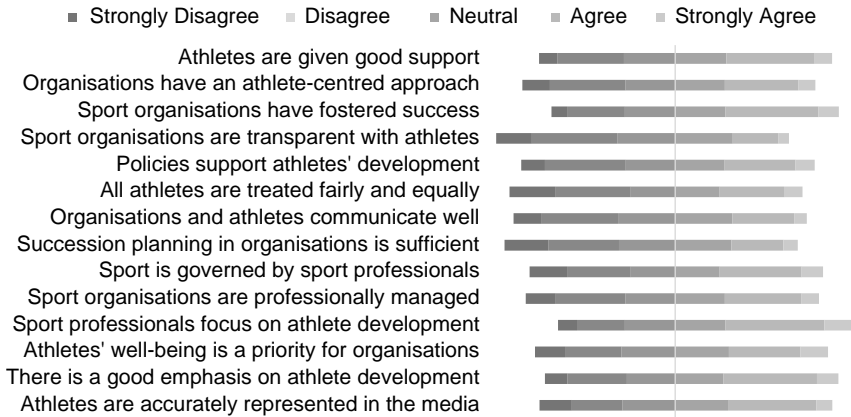 Strongly Disagree Disagree Neutral Agree Strongly Agree
Athletes are given good support
Organisations have an athlete-centred approach
Sport organisations have fostered success
Sport organisations are transparent with athletes
Policies support athletes' development
All athletes are treated fairly and equally
Organisations and athletes communicate well
Succession planning in organisations is sufficient
Sport is governed by sport professionals
Sport organisations are professionally managed
Sport professionals focus on athlete development
Athletes' well-being is a priority for organisations
There is a good emphasis on athlete development
Athletes are accurately represented in the media